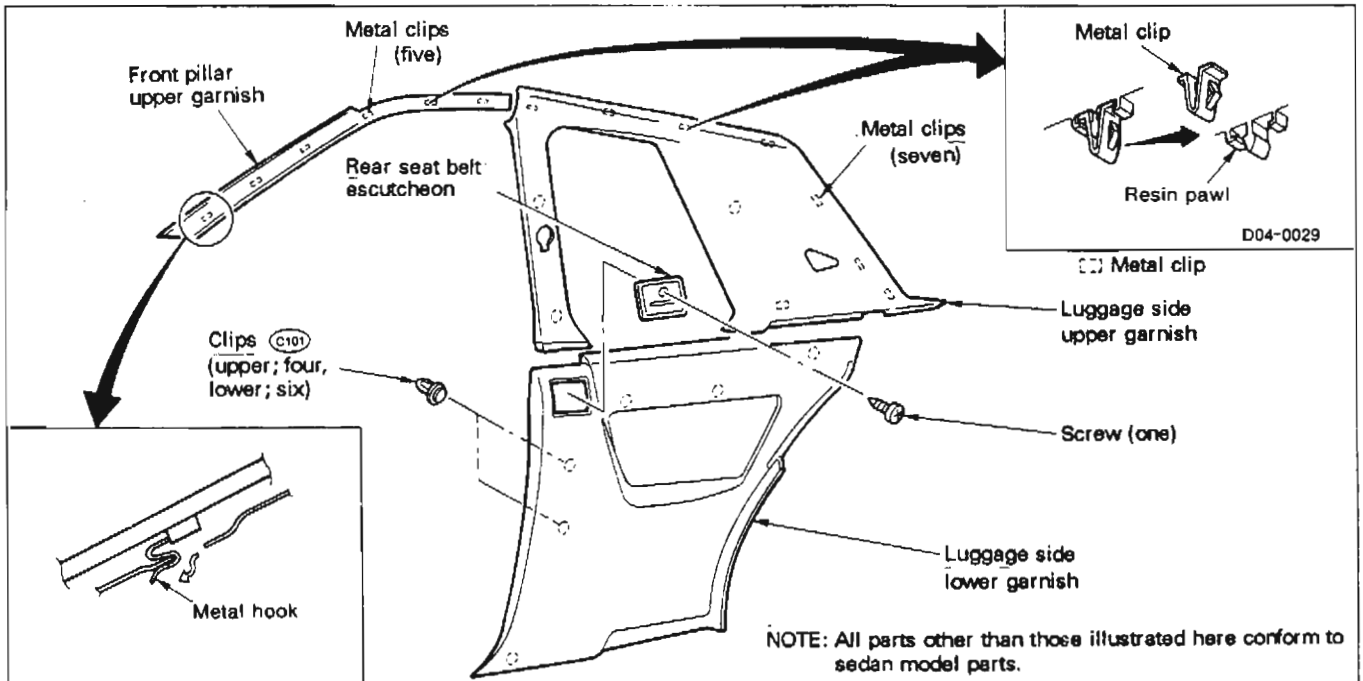 Metal clips
(five)
Front pillar
upper garnish
Metal clip
Resin pawl
D04-0029
Metal clip
Metal clips
(seven)
Rear seat belt
escutcheon
Luggage side
upper garnish
Clips C101
(upper; four,
lower; six)
Screw (one)
Luggage side
lower garnish
Metal hook
NOTE: All parts other than those illustrated here conform to
sedan model parts.